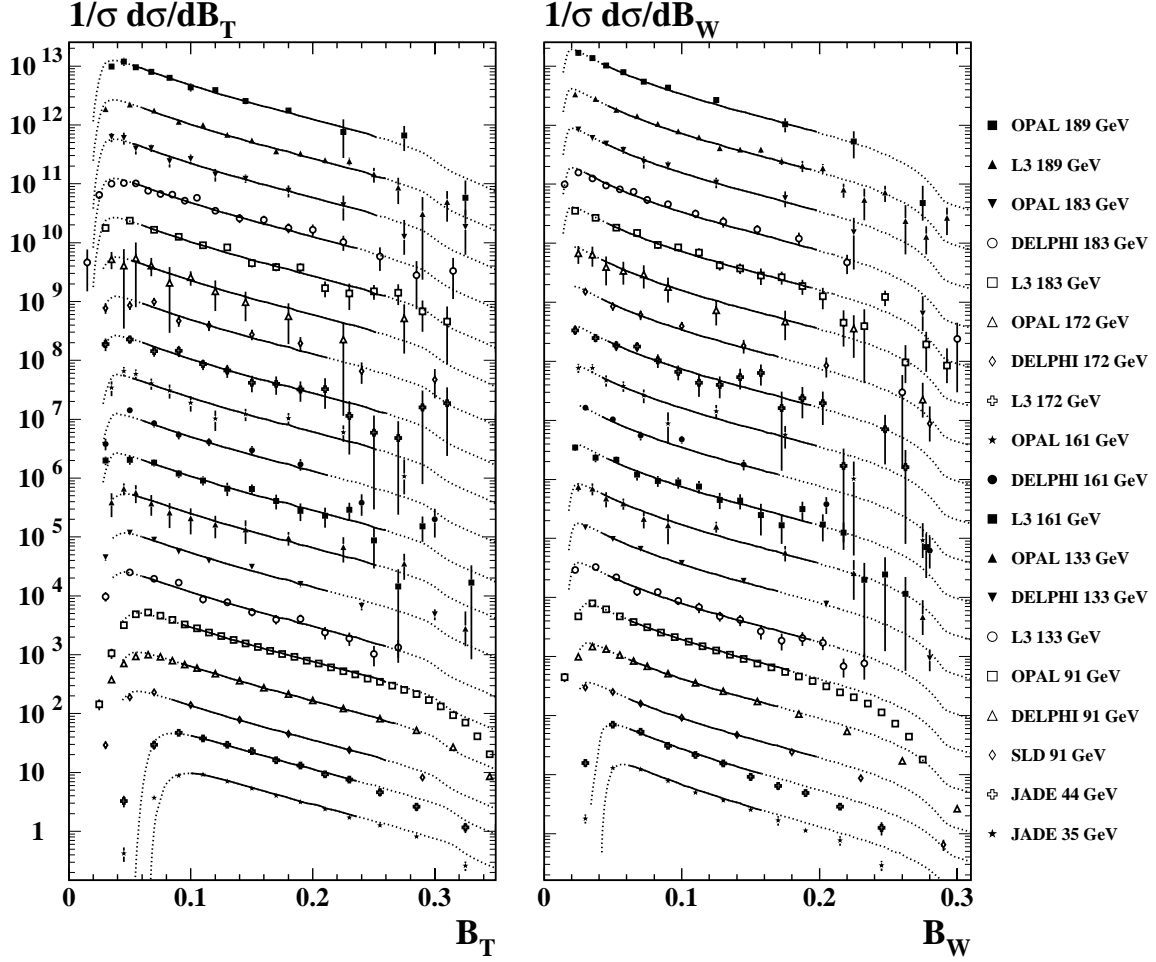 1/σ dσ/dB_T
1/σ dσ/dB_W
10^13
10^12
10^11
10^10
10^9
10^8
10^7
10^6
10^5
10^4
10^3
10^2
10
1
0
0.1
0.2
0.3
B_T
0
0.1
0.2
0.3
B_W
OPAL 189 GeV
L3 189 GeV
OPAL 183 GeV
DELPHI 183 GeV
L3 183 GeV
OPAL 172 GeV
DELPHI 172 GeV
L3 172 GeV
OPAL 161 GeV
DELPHI 161 GeV
L3 161 GeV
OPAL 133 GeV
DELPHI 133 GeV
L3 133 GeV
OPAL 91 GeV
DELPHI 91 GeV
SLD 91 GeV
JADE 44 GeV
JADE 35 GeV